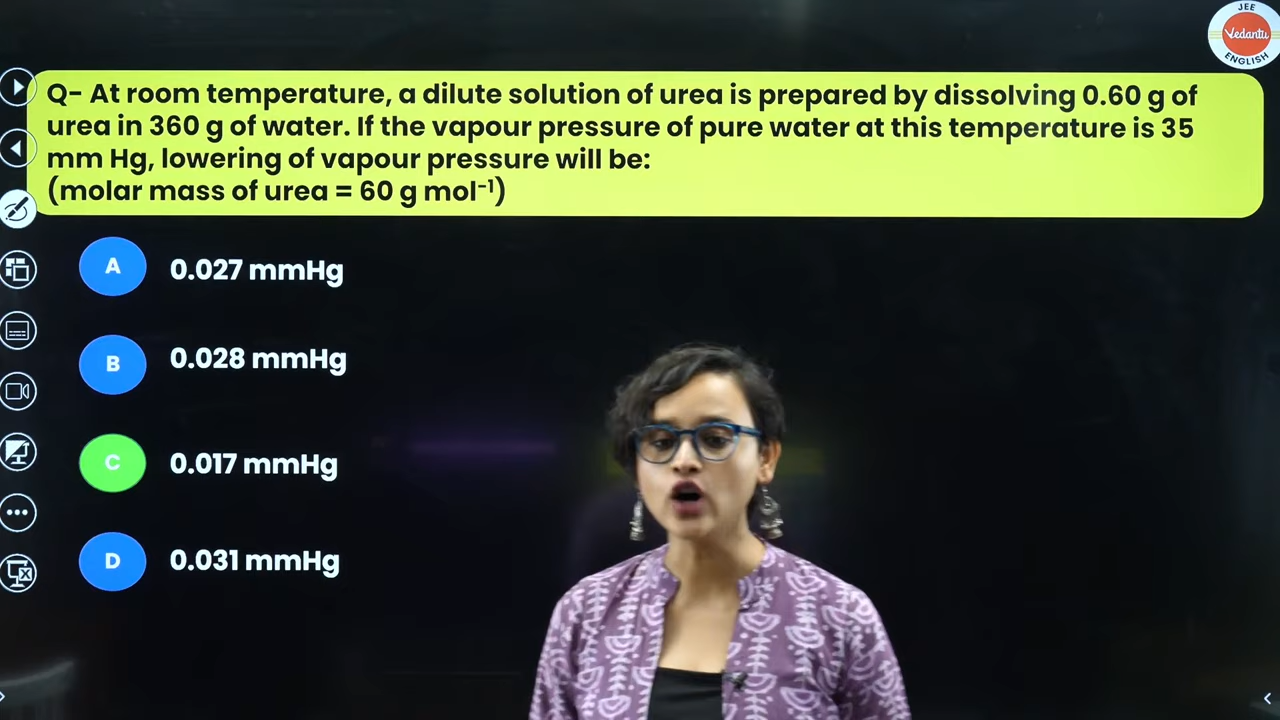 JEE
Vedantu
ENGLISH
Q- At room temperature, a dilute solution of urea is prepared by dissolving 0.60 g of
urea in 360 g of water. If the vapour pressure of pure water at this temperature is 35
mm Hg, lowering of vapour pressure will be:
(molar mass of urea = 60 g mol⁻¹)
A 0.027 mmHg
B 0.028 mmHg
C 0.017 mmHg
D 0.031 mmHg